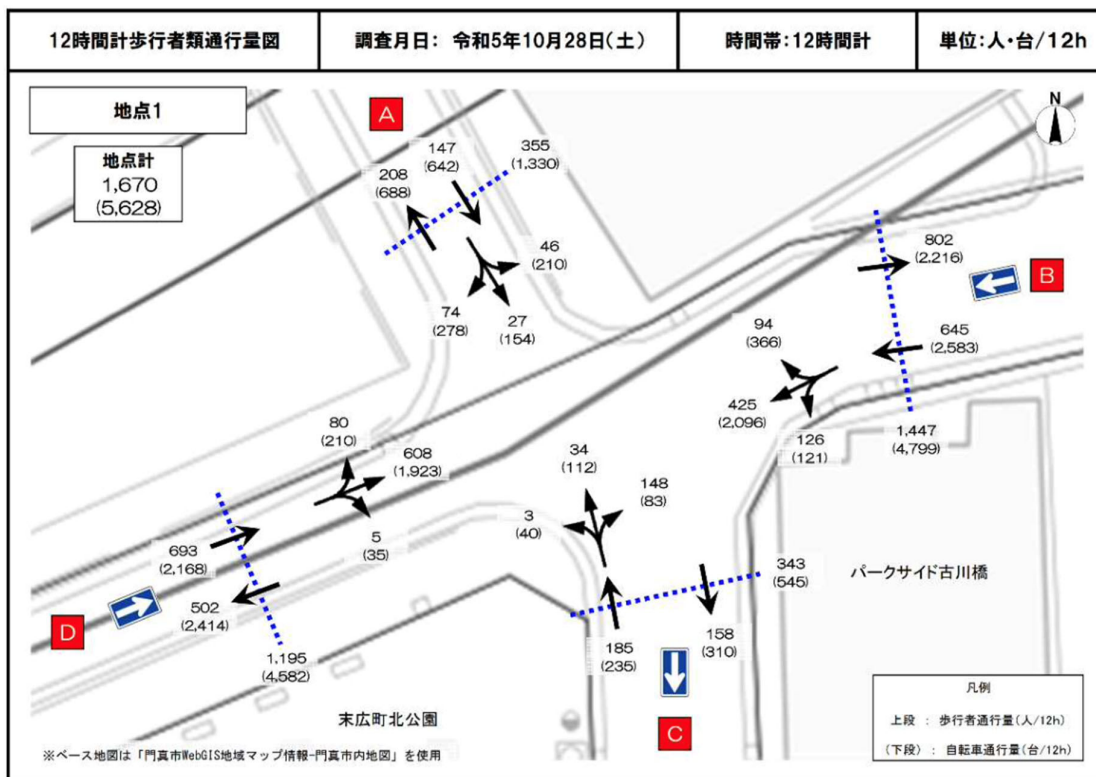 12時間計歩行者類通行量図
調査月日: 令和5年10月28日(土)
時間帯:12時間計
単位:人・台/12h
地点1
地点計
1,670
(5,628)
A
N
147
(642)
355
(1,330)
208
(688)
46
(210)
74
(278)
27
(154)
802
(2,216)
B
645
(2,583)
94
(366)
425
(2,096)
126
(121)
1,447
(4,799)
80
(210)
608
(1,923)
34
(112)
148
(83)
3
(40)
5
(35)
693
(2,168)
343
(545)
パークサイド古川橋
502
(2,414)
D
185
(235)
158
(310)
1,195
(4,582)
C
末広町北公園
凡例
上段 : 歩行者通行量(人/12h)
(下段) : 自転車通行量(台/12h)
※ベース地図は「門真市WebGIS地域マップ情報-門真市内地図」を使用